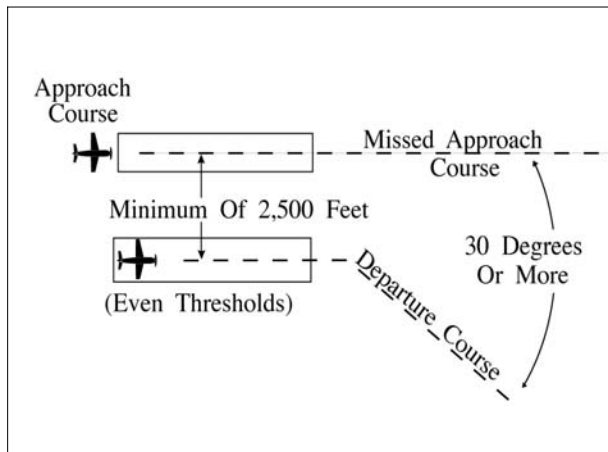 Approach
Course
Missed Approach
Course
Minimum Of 2,500 Feet
30 Degrees
Or More
(Even Thresholds)
Departure Course